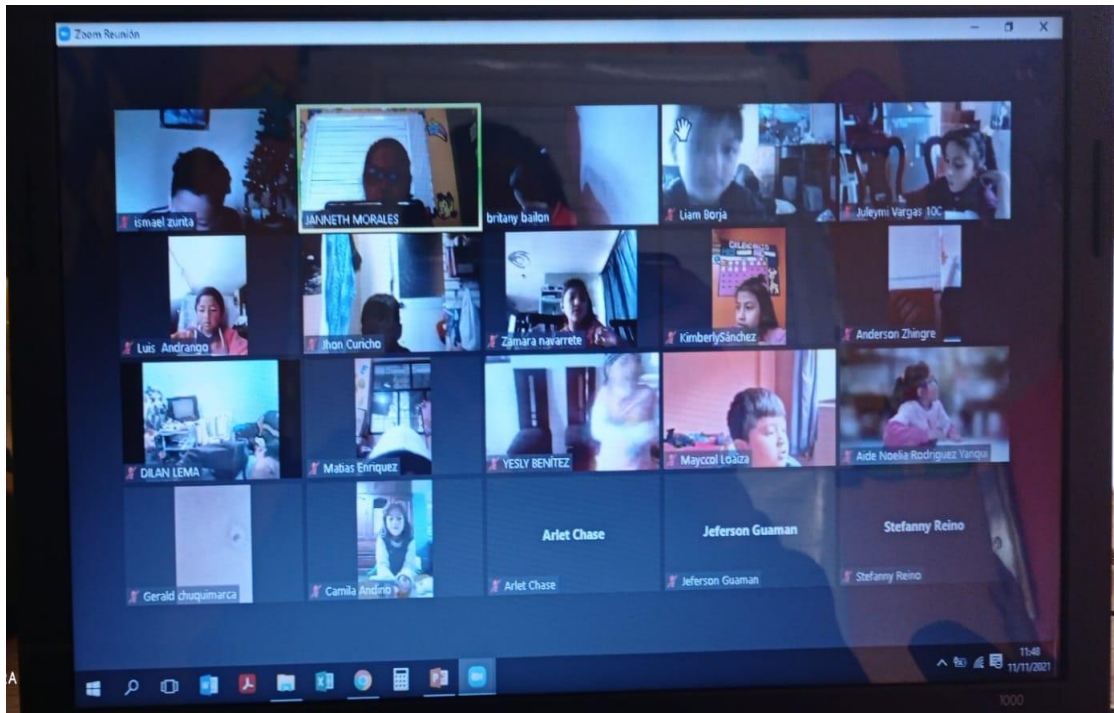 Zoom Reunión
ismael zurita
JANNETH MORALES
britany bailon
Liam Borja
Juleymi Vargas 10C
Luis Andrango
Jhon Curicho
Zamara navarrete
KimberlySánchez
Anderson Zhingre
DILAN LEMA
Matias Enriquez
YESLY BENÍTEZ
Mayccol Loaiza
Aide Noelia Rodriguez Yanqui
Arlet Chase
Jeferson Guaman
Stefanny Reino
Gerald chuquimarca
Camila Andino
Arlet Chase
Jeferson Guaman
Stefanny Reino
11:48
11/11/2021
1000